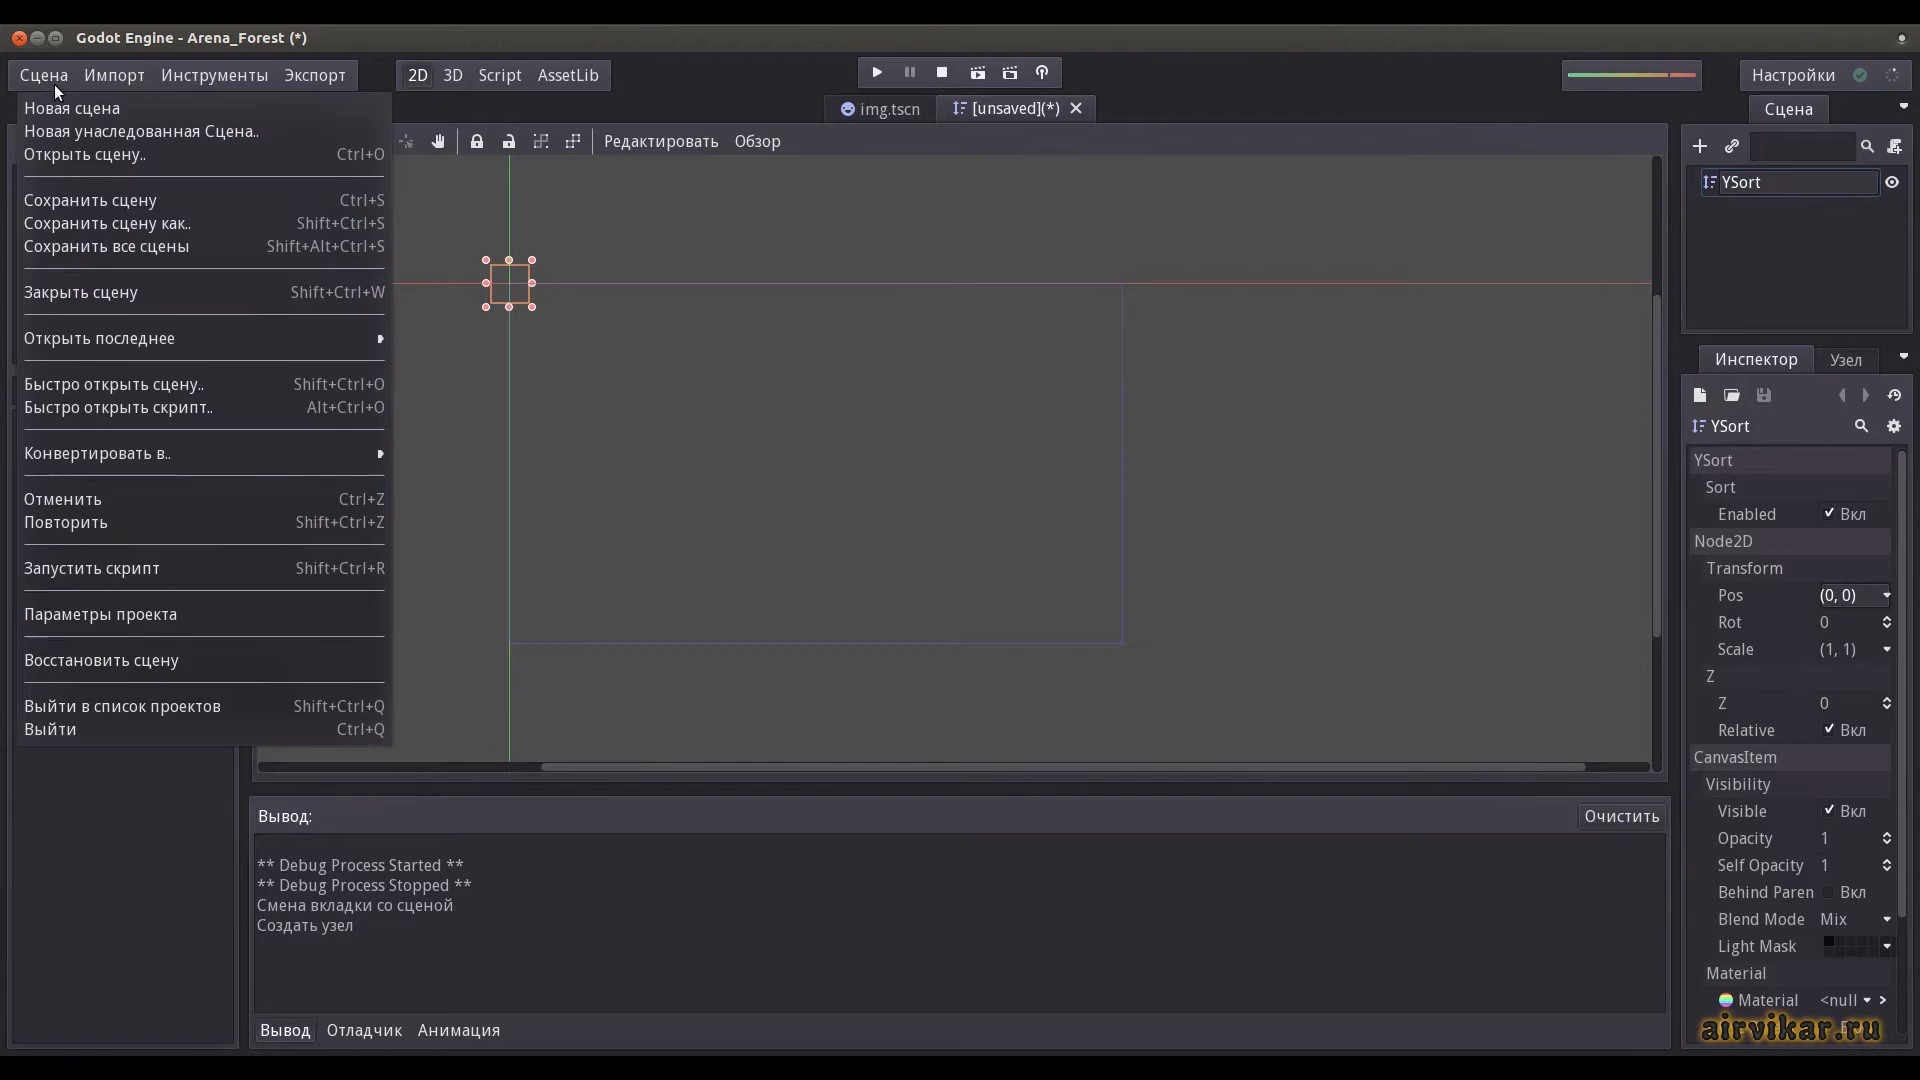 Godot Engine - Arena_Forest (*)
Сцена Импорт Инструменты Экспорт
2D 3D Script AssetLib
Настройки
Новая сцена
Новая унаследованная Сцена..
Открыть сцену.. Ctrl+O
Сохранить сцену Ctrl+S
Сохранить сцену как.. Shift+Ctrl+S
Сохранить все сцены Shift+Alt+Ctrl+S
Закрыть сцену Shift+Ctrl+W
Открыть последнее
Быстро открыть сцену.. Shift+Ctrl+O
Быстро открыть скрипт.. Alt+Ctrl+O
Конвертировать в..
Отменить Ctrl+Z
Повторить Shift+Ctrl+Z
Запустить скрипт Shift+Ctrl+R
Параметры проекта
Восстановить сцену
Выйти в список проектов Shift+Ctrl+Q
Выйти Ctrl+Q
img.tscn [unsaved](*)
Редактировать Обзор
Вывод:
Очистить
** Debug Process Started **
** Debug Process Stopped **
Смена вкладки со сценой
Создать узел
Вывод Отладчик Анимация
Сцена
YSort
Инспектор Узел
YSort
YSort
Sort
Enabled Вкл
Node2D
Transform
Pos (0, 0)
Rot 0
Scale (1, 1)
Z
Z 0
Relative Вкл
CanvasItem
Visibility
Visible Вкл
Opacity 1
Self Opacity 1
Behind Paren Вкл
Blend Mode Mix
Light Mask
Material
Material <null
airvikar.ru